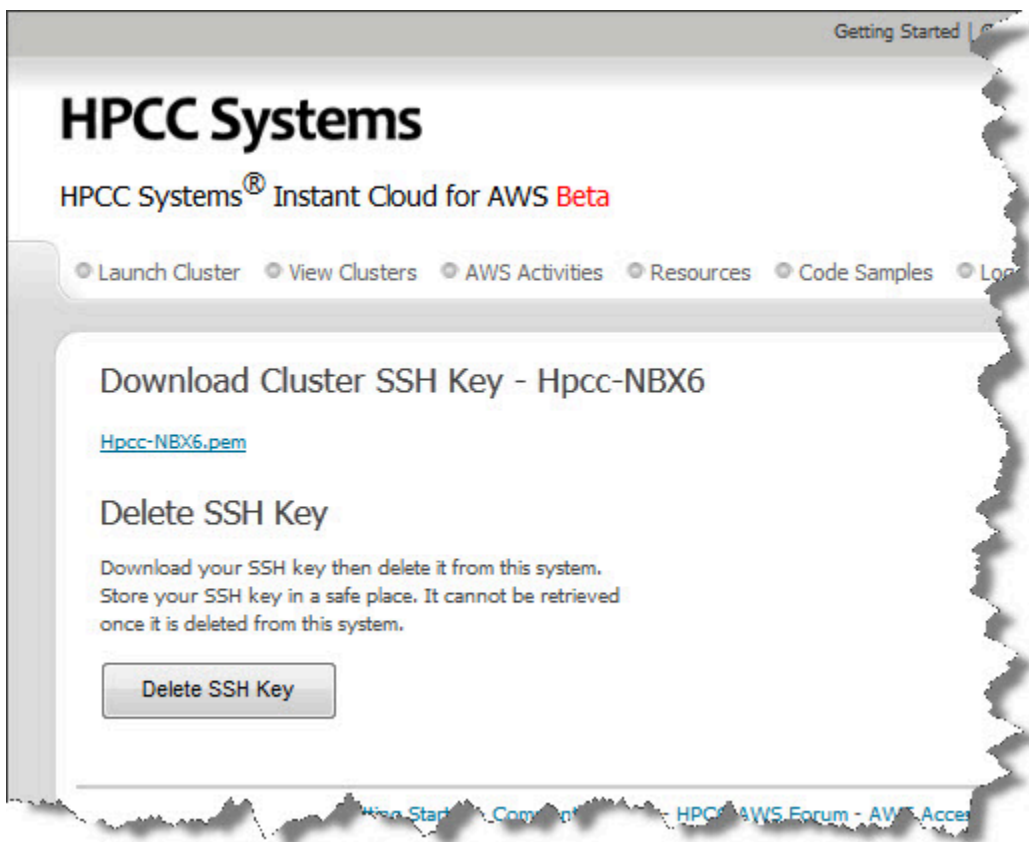 Getting Started |
HPCC Systems
HPCC Systems® Instant Cloud for AWS Beta
Launch Cluster View Clusters AWS Activities Resources Code Samples
Download Cluster SSH Key - Hpcc-NBX6
Hpcc-NBX6.pem
Delete SSH Key
Download your SSH key then delete it from this system.
Store your SSH key in a safe place. It cannot be retrieved
once it is deleted from this system.
Delete SSH Key
- HPCC AWS Forum - AWS